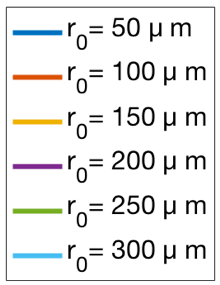 r0= 50 μ m
r0= 100 μ m
r0= 150 μ m
r0= 200 μ m
r0= 250 μ m
r0= 300 μ m